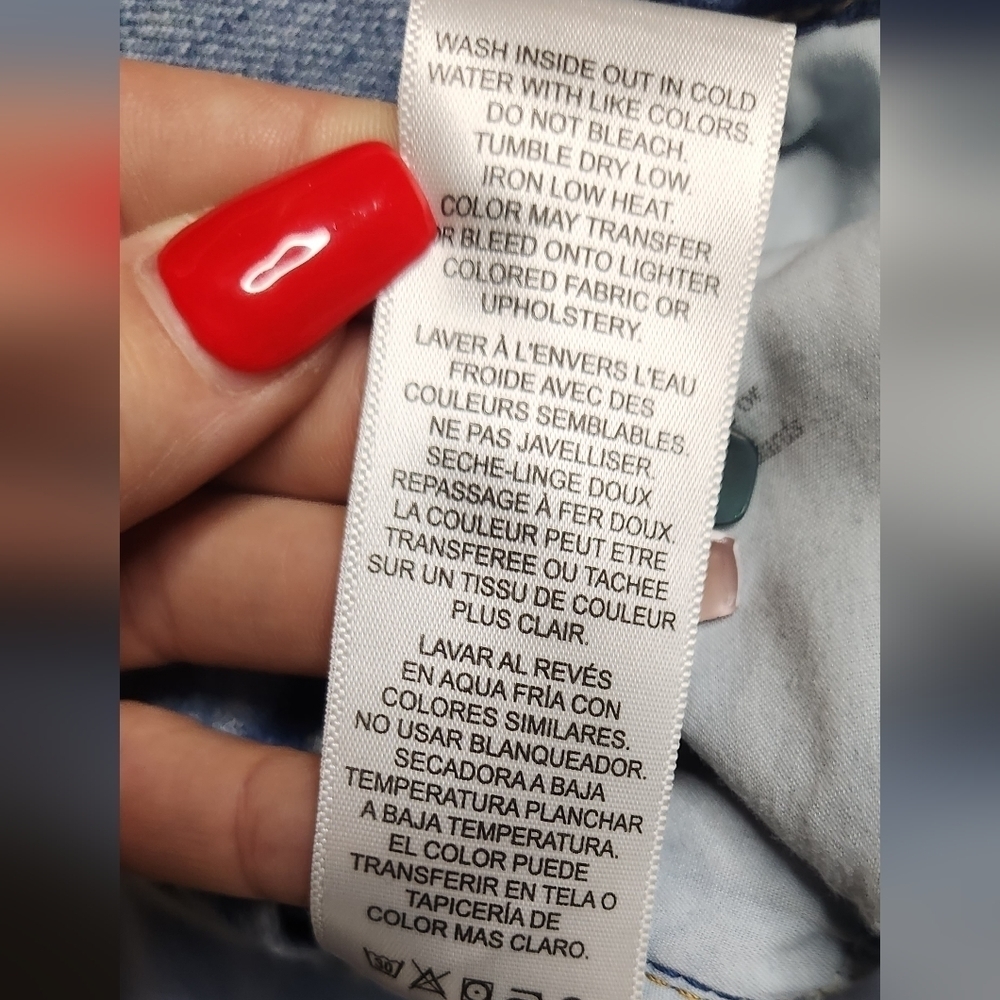 WASH INSIDE OUT IN COLD
WATER WITH LIKE COLORS.
DO NOT BLEACH.
TUMBLE DRY LOW.
IRON LOW HEAT.
COLOR MAY TRANSFER
OR BLEED ONTO LIGHTER
COLORED FABRIC OR
UPHOLSTERY.
LAVER À L'ENVERS L'EAU
FROIDE AVEC DES
COULEURS SEMBLABLES.
NE PAS JAVELLISER.
SECHE-LINGE DOUX
REPASSAGE À FER DOUX.
LA COULEUR PEUT ETRE
TRANSFEREE OU TACHEE
SUR UN TISSU DE COULEUR
PLUS CLAIR.
LAVAR AL REVÉS
EN AQUA FRÍA CON
COLORES SIMILARES.
NO USAR BLANQUEADOR.
SECADORA A BAJA
TEMPERATURA PLANCHAR
A BAJA TEMPERATURA.
EL COLOR PUEDE
TRANSFERIR EN TELA O
TAPICERÍA DE
COLOR MAS CLARO.
30